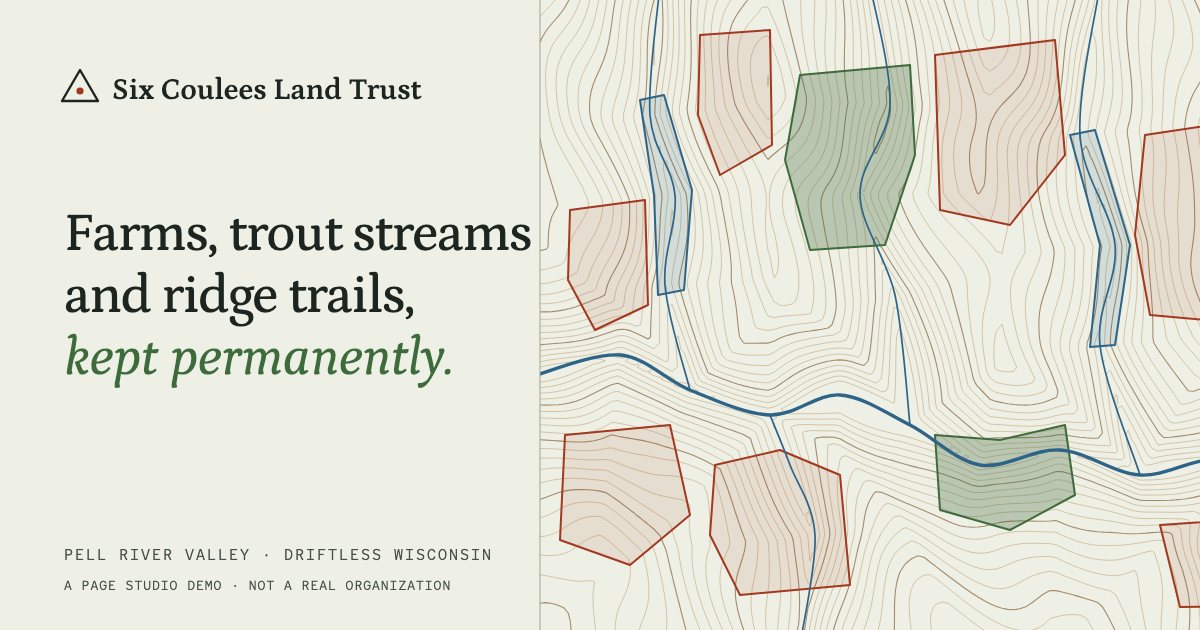 Six Coulees Land Trust
Farms, trout streams
and ridge trails,
kept permanently.
PELL RIVER VALLEY · DRIFTLESS WISCONSIN
A PAGE STUDIO DEMO · NOT A REAL ORGANIZATION